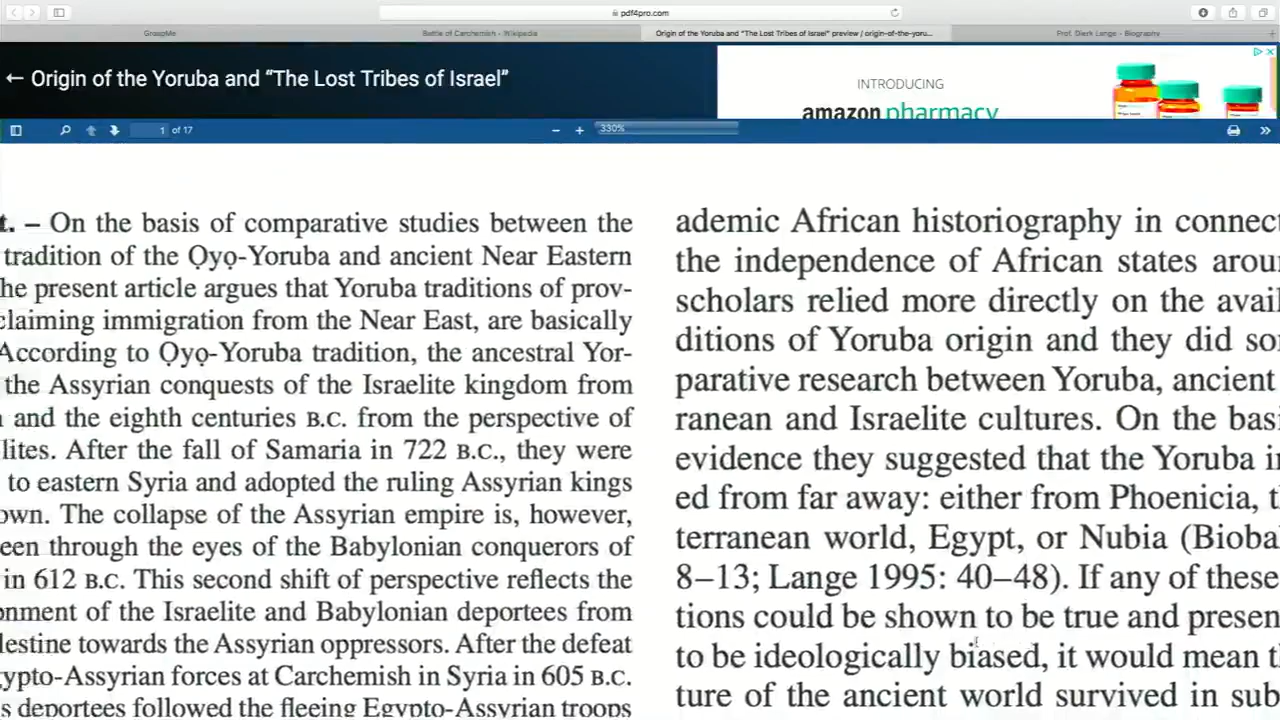 pdf4pro.com
GroupMe
Battle of Carchemish - Wikipedia
Origin of the Yoruba and "The Lost Tribes of Israel" preview / origin-of-the-yoru...
Prof. Dierk Lange - Biography
← Origin of the Yoruba and “The Lost Tribes of Israel”
INTRODUCING
amazon pharmacy
1 of 17
330%
t. – On the basis of comparative studies between the
tradition of the Ọyọ-Yoruba and ancient Near Eastern
he present article argues that Yoruba traditions of prov-
claiming immigration from the Near East, are basically
According to Ọyọ-Yoruba tradition, the ancestral Yor-
the Assyrian conquests of the Israelite kingdom from
and the eighth centuries B.C. from the perspective of
lites. After the fall of Samaria in 722 B.C., they were
to eastern Syria and adopted the ruling Assyrian kings
own. The collapse of the Assyrian empire is, however,
een through the eyes of the Babylonian conquerors of
in 612 B.C. This second shift of perspective reflects the
onment of the Israelite and Babylonian deportees from
lestine towards the Assyrian oppressors. After the defeat
ypto-Assyrian forces at Carchemish in Syria in 605 B.C.
s deportees followed the fleeing Egypto-Assyrian troops
ademic African historiography in connect
the independence of African states arou
scholars relied more directly on the avail
ditions of Yoruba origin and they did so
parative research between Yoruba, ancient
ranean and Israelite cultures. On the basi
evidence they suggested that the Yoruba i
ed from far away: either from Phoenicia, t
terranean world, Egypt, or Nubia (Bioba
8–13; Lange 1995: 40–48). If any of these
tions could be shown to be true and presen
to be ideologically biased, it would mean t
ture of the ancient world survived in sub